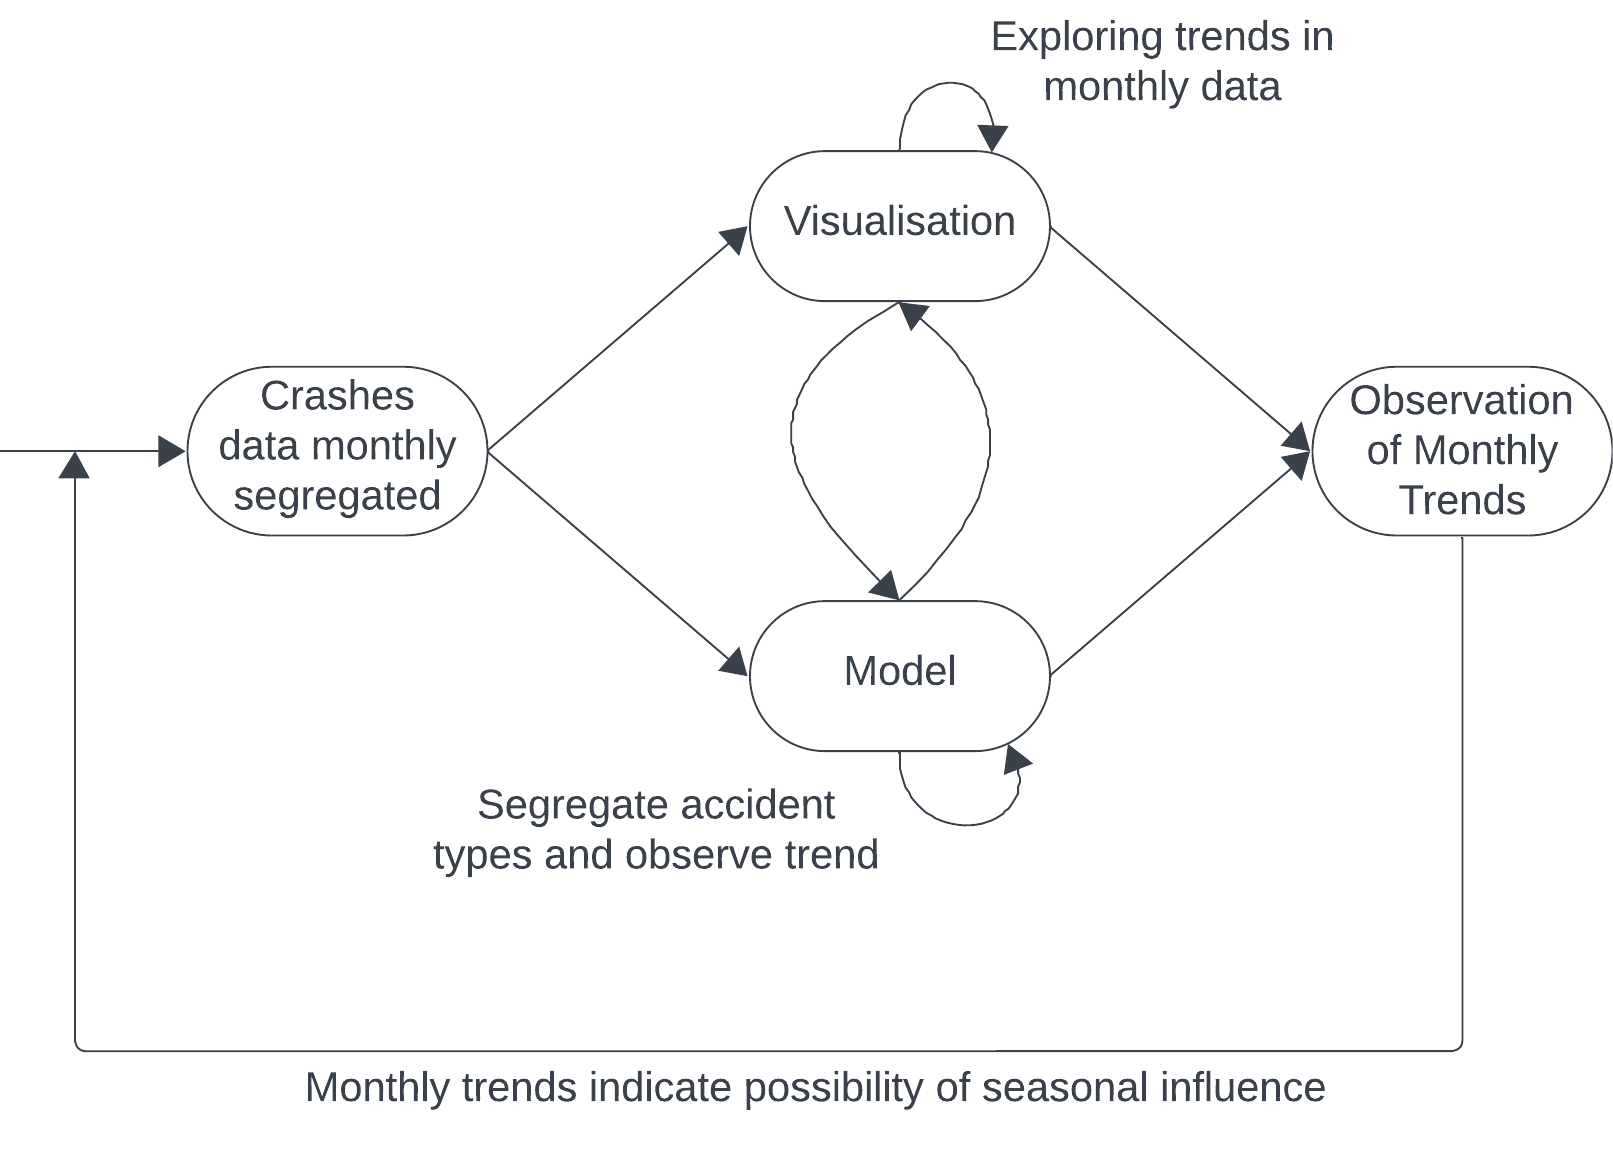 Exploring trends in
monthly data
Visualisation
Crashes
data monthly
segregated
Observation
of Monthly
Trends
Model
Segregate accident
types and observe trend
Monthly trends indicate possibility of seasonal influence